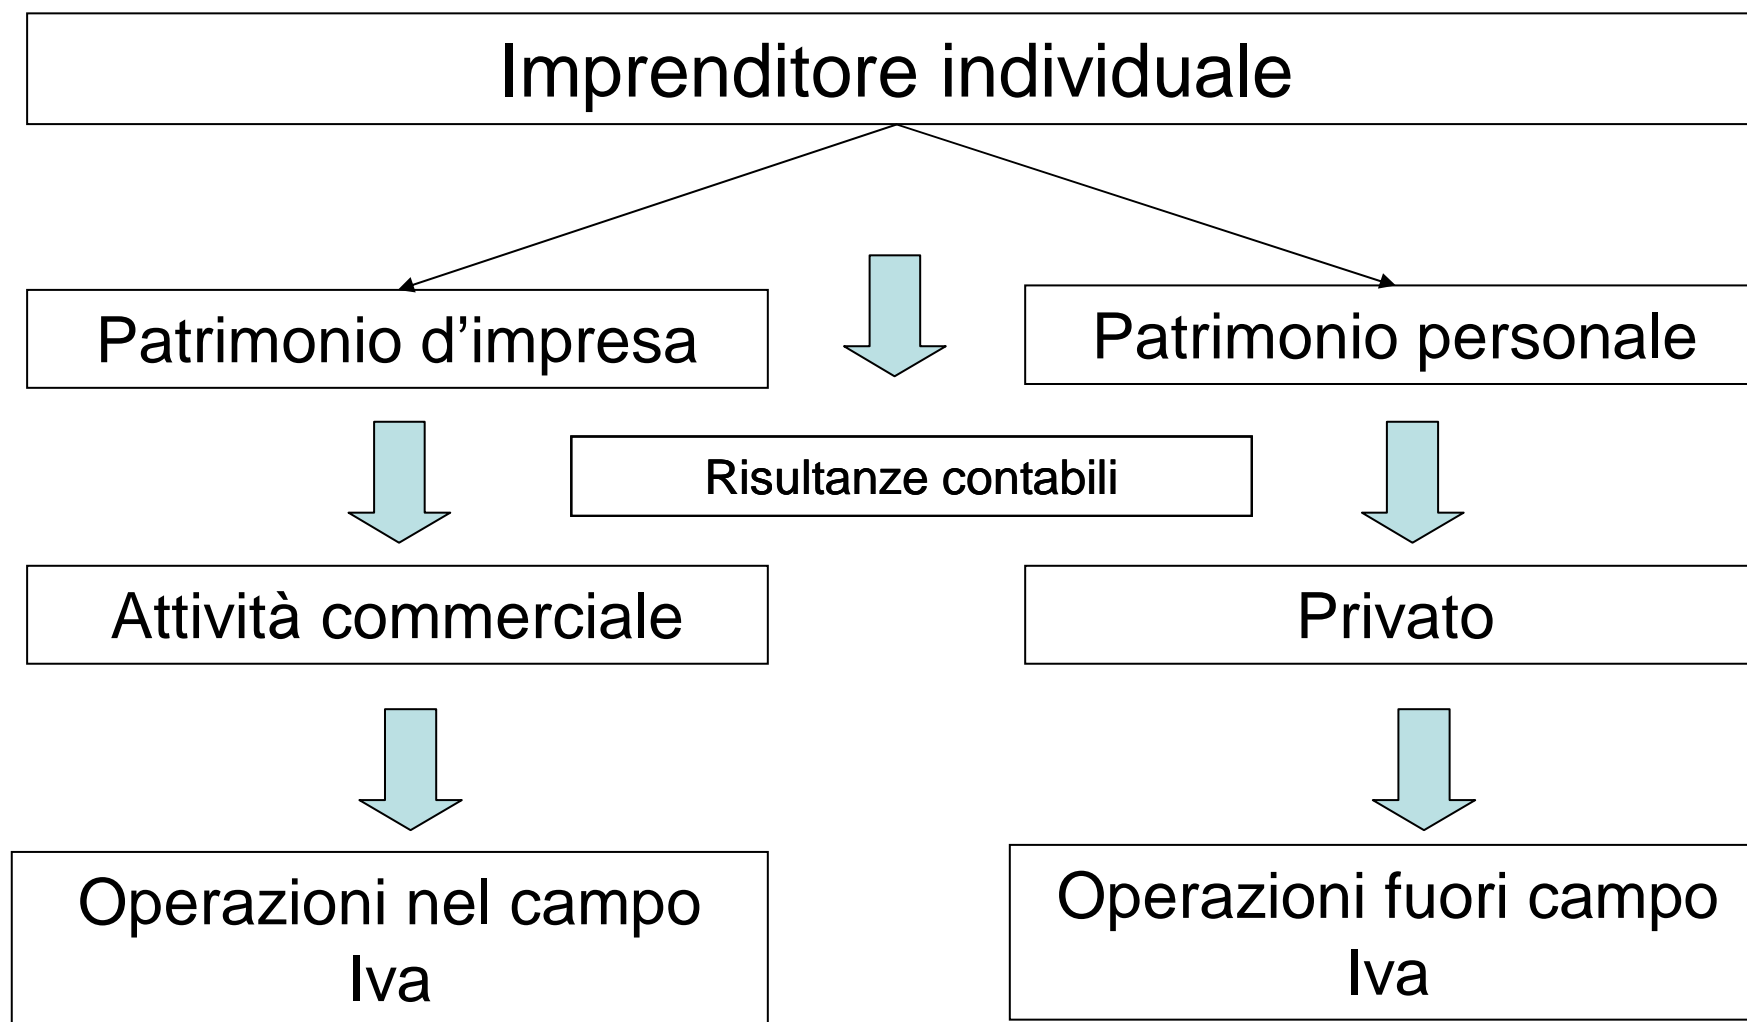 Imprenditore individuale
Patrimonio d’impresa
Patrimonio personale
Risultanze contabili
Attività commerciale
Privato
Operazioni nel campo
Iva
Operazioni fuori campo
Iva